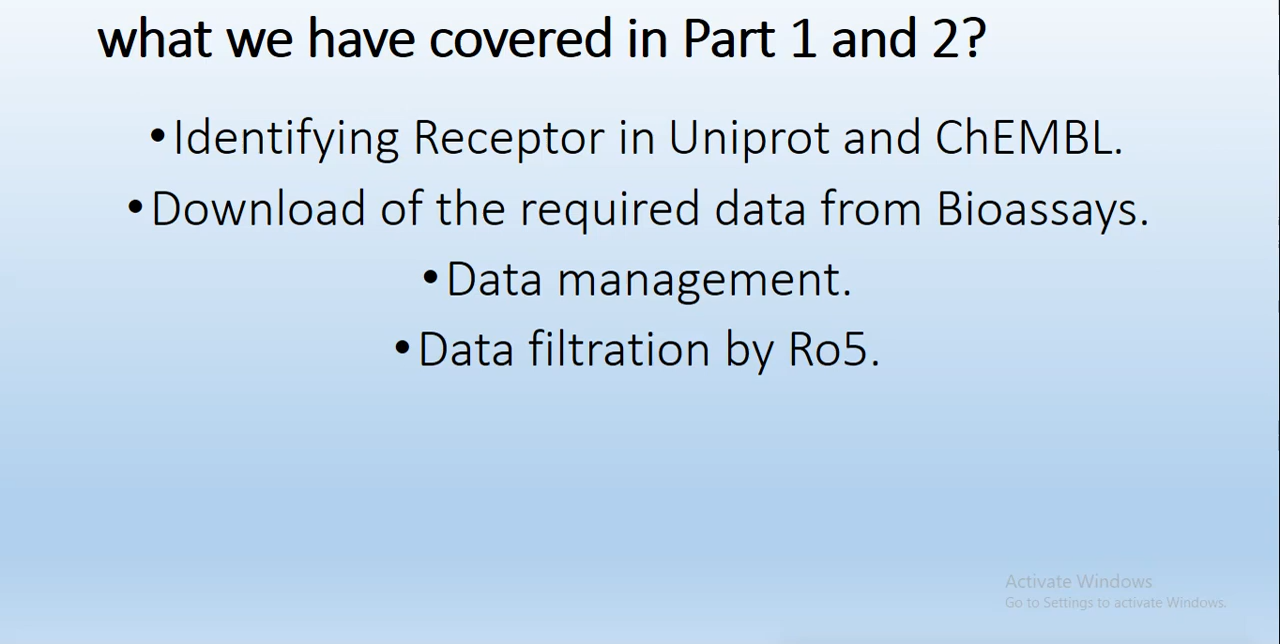 what we have covered in Part 1 and 2?
•Identifying Receptor in Uniprot and ChEMBL.
•Download of the required data from Bioassays.
•Data management.
•Data filtration by Ro5.
Activate Windows
Go to Settings to activate Windows.